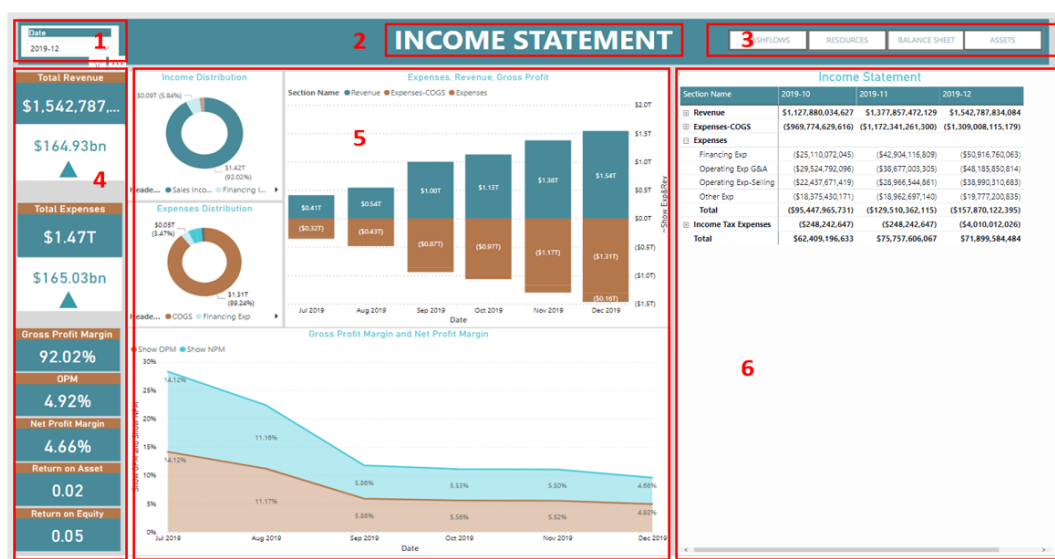 Date
1
2019-12
2
INCOME STATEMENT
3
CASHFLOWS
RESOURCES
BALANCE SHEET
ASSETS
Total Revenue
$1,542,787,...
$164.93bn
4
Total Expenses
$1.47T
$165.03bn
Gross Profit Margin
92.02%
OPM
4.92%
Net Profit Margin
4.66%
Return on Asset
0.02
Return on Equity
0.05
Income Distribution
$0.09T (5.84%)
$1.42T
(92.02%)
Heade... Sales Inco... Financing I...
Expenses Distribution
$0.05T
(3.47%)
$1.31T
(89.24%)
Heade... COGS Financing Exp
Expenses, Revenue, Gross Profit
Section Name Revenue Expenses-COGS Expenses
5
$2.0T
$1.5T
$1.0T
$0.5T
$0.0T
($0.5T)
($1.0T)
($1.5T)
~Show Exp&Rev
$0.41T
$0.54T
$1.00T
$1.13T
$1.38T
$1.54T
($0.32T)
($0.43T)
($0.87T)
($0.97T)
($1.17T)
($1.31T)
($0.16T)
Jul 2019 Aug 2019 Sep 2019 Oct 2019 Nov 2019 Dec 2019
Date
Gross Profit Margin and Net Profit Margin
Show OPM Show NPM
Show OPM and Show NPM
30%
25%
20%
15%
10%
5%
0%
14.12%
11.16%
5.86%
5.53%
5.50%
4.66%
14.12%
11.17%
5.88%
5.56%
5.52%
4.92%
Jul 2019 Aug 2019 Sep 2019 Oct 2019 Nov 2019 Dec 2019
Date
Income Statement
Section Name 2019-10 2019-11 2019-12
Revenue $1,127,880,034,627 $1,377,857,472,129 $1,542,787,834,084
Expenses-COGS ($969,774,629,616) ($1,172,341,261,300) ($1,309,008,115,179)
Expenses
Financing Exp ($25,110,072,045) ($42,904,116,809) ($50,916,760,063)
Operating Exp G&A ($29,524,792,096) ($38,677,003,305) ($48,185,850,814)
Operating Exp-Selling ($22,437,671,419) ($28,966,544,861) ($38,990,310,683)
Other Exp ($18,375,430,171) ($18,962,697,140) ($19,777,200,835)
Total ($95,447,965,731) ($129,510,362,115) ($157,870,122,395)
Income Tax Expenses ($248,242,647) ($248,242,647) ($4,010,012,026)
Total $62,409,196,633 $75,757,606,067 $71,899,584,484
6